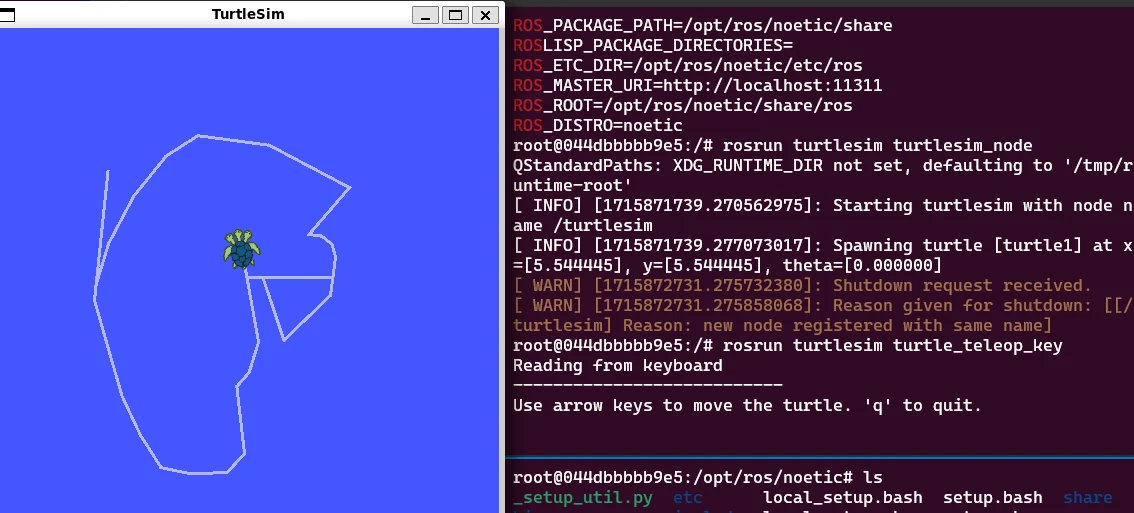 TurtleSim
ROS_PACKAGE_PATH=/opt/ros/noetic/share
ROSLISP_PACKAGE_DIRECTORIES=
ROS_ETC_DIR=/opt/ros/noetic/etc/ros
ROS_MASTER_URI=http://localhost:11311
ROS_ROOT=/opt/ros/noetic/share/ros
ROS_DISTRO=noetic
root@044dbbbbb9e5:/# rosrun turtlesim turtlesim_node
QStandardPaths: XDG_RUNTIME_DIR not set, defaulting to '/tmp/r
untime-root'
[ INFO] [1715871739.270562975]: Starting turtlesim with node n
ame /turtlesim
[ INFO] [1715871739.277073017]: Spawning turtle [turtle1] at x
=[5.544445], y=[5.544445], theta=[0.000000]
[ WARN] [1715872731.275732380]: Shutdown request received.
[ WARN] [1715872731.275858068]: Reason given for shutdown: [[/
turtlesim] Reason: new node registered with same name]
root@044dbbbbb9e5:/# rosrun turtlesim turtle_teleop_key
Reading from keyboard
---------------------------
Use arrow keys to move the turtle. 'q' to quit.
root@044dbbbbb9e5:/opt/ros/noetic# ls
_setup_util.py etc local_setup.bash setup.bash share